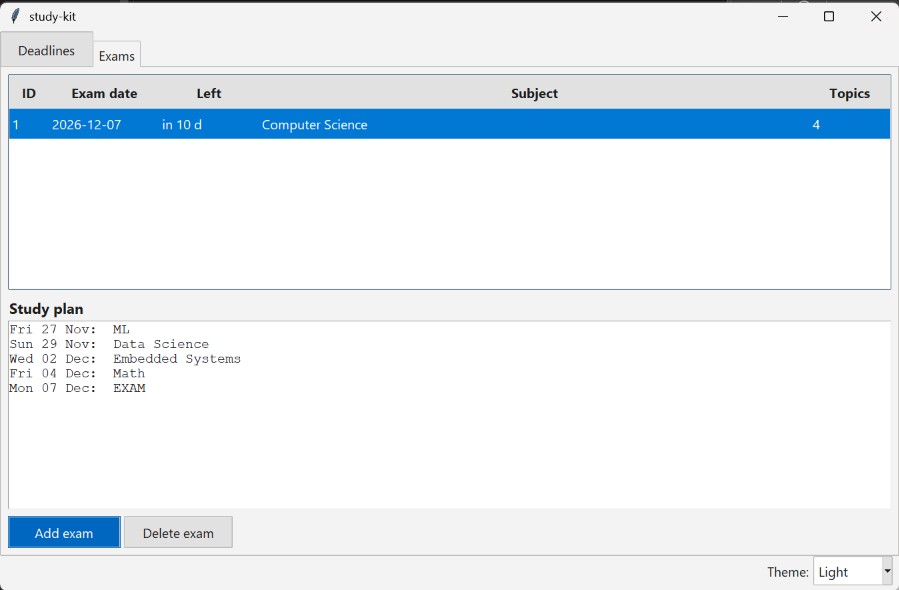 study-kit
Deadlines Exams
ID Exam date Left Subject Topics
1 2026-12-07 in 10 d Computer Science 4
Study plan
Fri 27 Nov:  ML
Sun 29 Nov:  Data Science
Wed 02 Dec:  Embedded Systems
Fri 04 Dec:  Math
Mon 07 Dec:  EXAM
Add exam Delete exam
Theme: Light